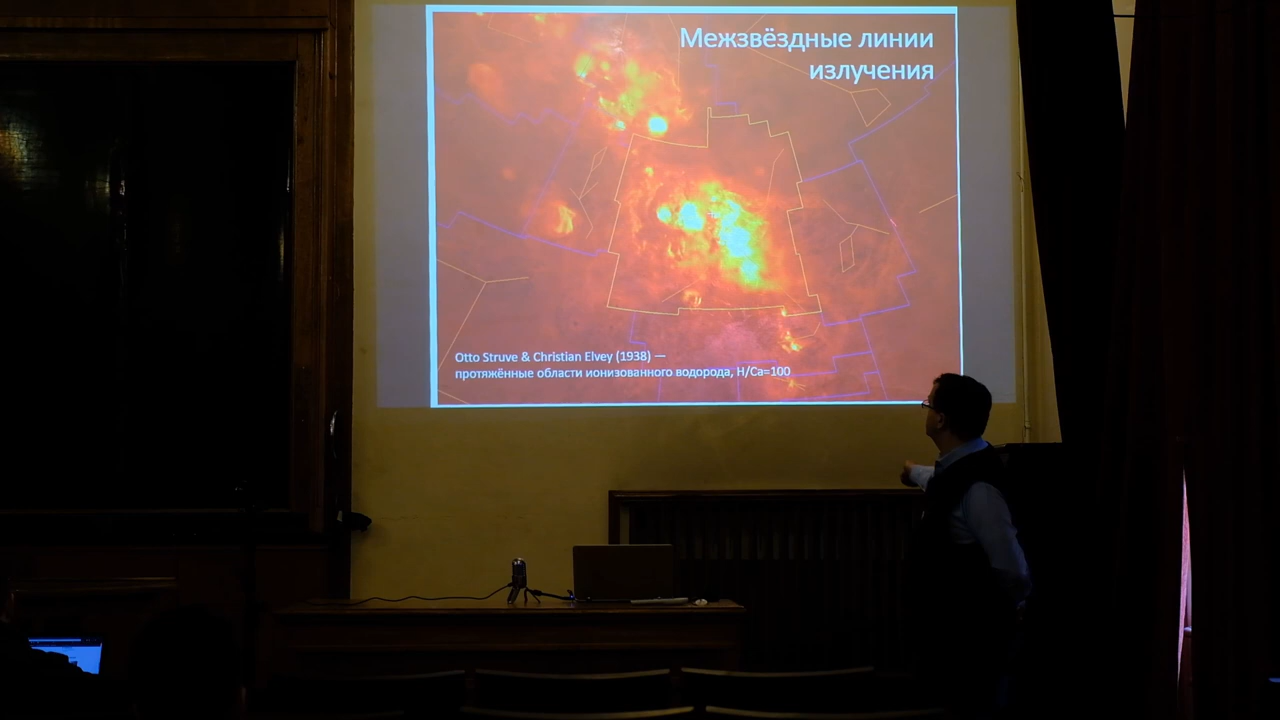 Межзвёздные линии
излучения
Otto Struve & Christian Elvey (1938) —
протяжённые области ионизованного водорода, H/Ca=100